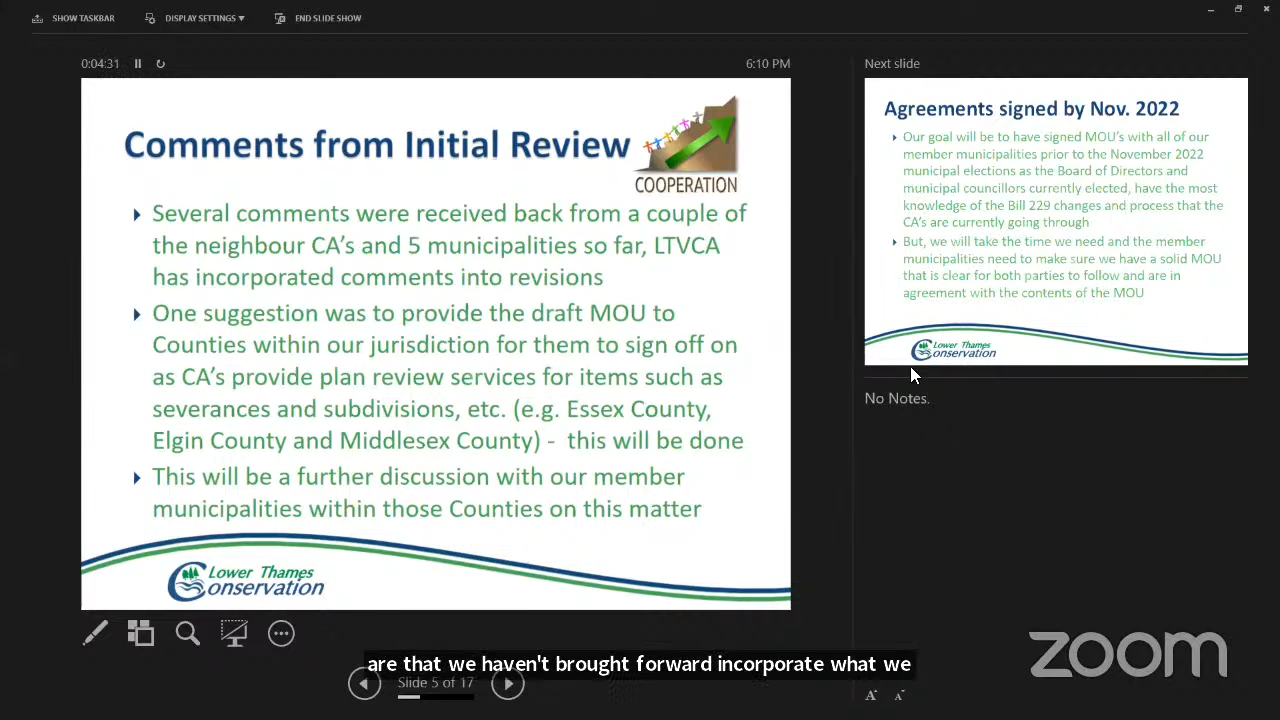 SHOW TASKBAR
DISPLAY SETTINGS ▼
END SLIDE SHOW
0:04:31
6:10 PM
Comments from Initial Review
COOPERATION
Several comments were received back from a couple of
the neighbour CA's and 5 municipalities so far, LTVCA
has incorporated comments into revisions
One suggestion was to provide the draft MOU to
Counties within our jurisdiction for them to sign off on
as CA's provide plan review services for items such as
severances and subdivisions, etc. (e.g. Essex County,
Elgin County and Middlesex County) - this will be done
This will be a further discussion with our member
municipalities within those Counties on this matter
Lower Thames
Conservation
Next slide
Agreements signed by Nov. 2022
Our goal will be to have signed MOU's with all of our
member municipalities prior to the November 2022
municipal elections as the Board of Directors and
municipal councillors currently elected, have the most
knowledge of the Bill 229 changes and process that the
CA's are currently going through
But, we will take the time we need and the member
municipalities need to make sure we have a solid MOU
that is clear for both parties to follow and are in
agreement with the contents of the MOU
Lower Thames
Conservation
No Notes.
are that we haven't brought forward incorporate what we
Slide 5 of 17
A A
zoom